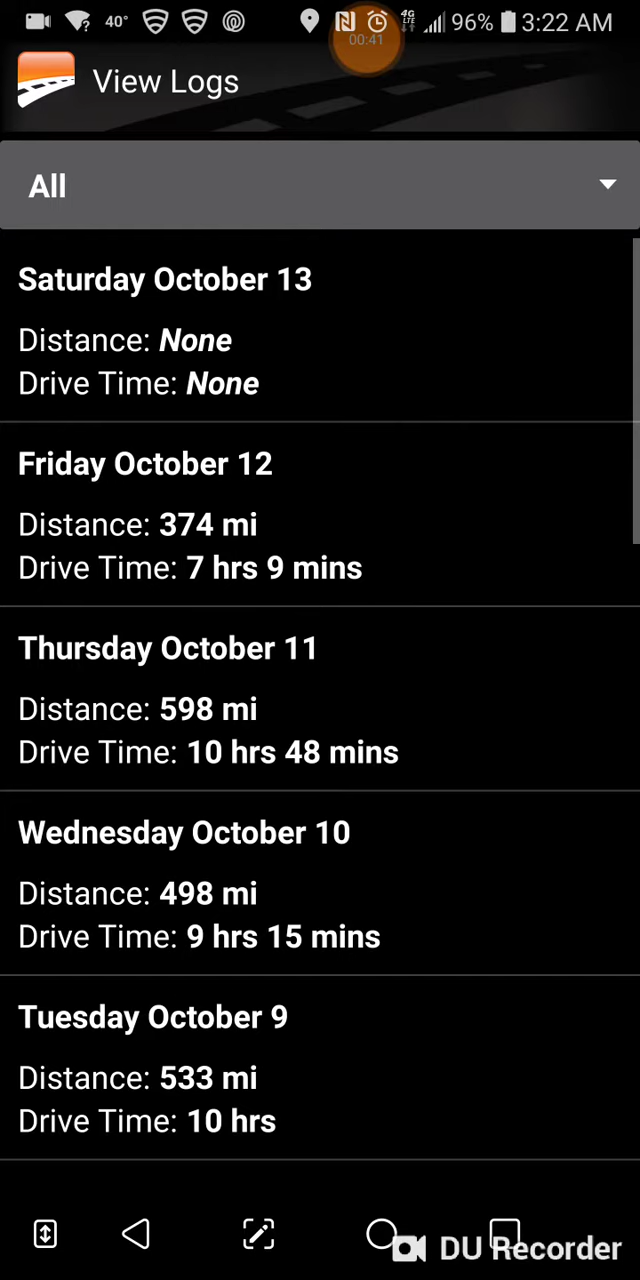 40° 4G LTE 96% 3:22 AM
00:41
View Logs
All
Saturday October 13
Distance: None
Drive Time: None
Friday October 12
Distance: 374 mi
Drive Time: 7 hrs 9 mins
Thursday October 11
Distance: 598 mi
Drive Time: 10 hrs 48 mins
Wednesday October 10
Distance: 498 mi
Drive Time: 9 hrs 15 mins
Tuesday October 9
Distance: 533 mi
Drive Time: 10 hrs
DU Recorder